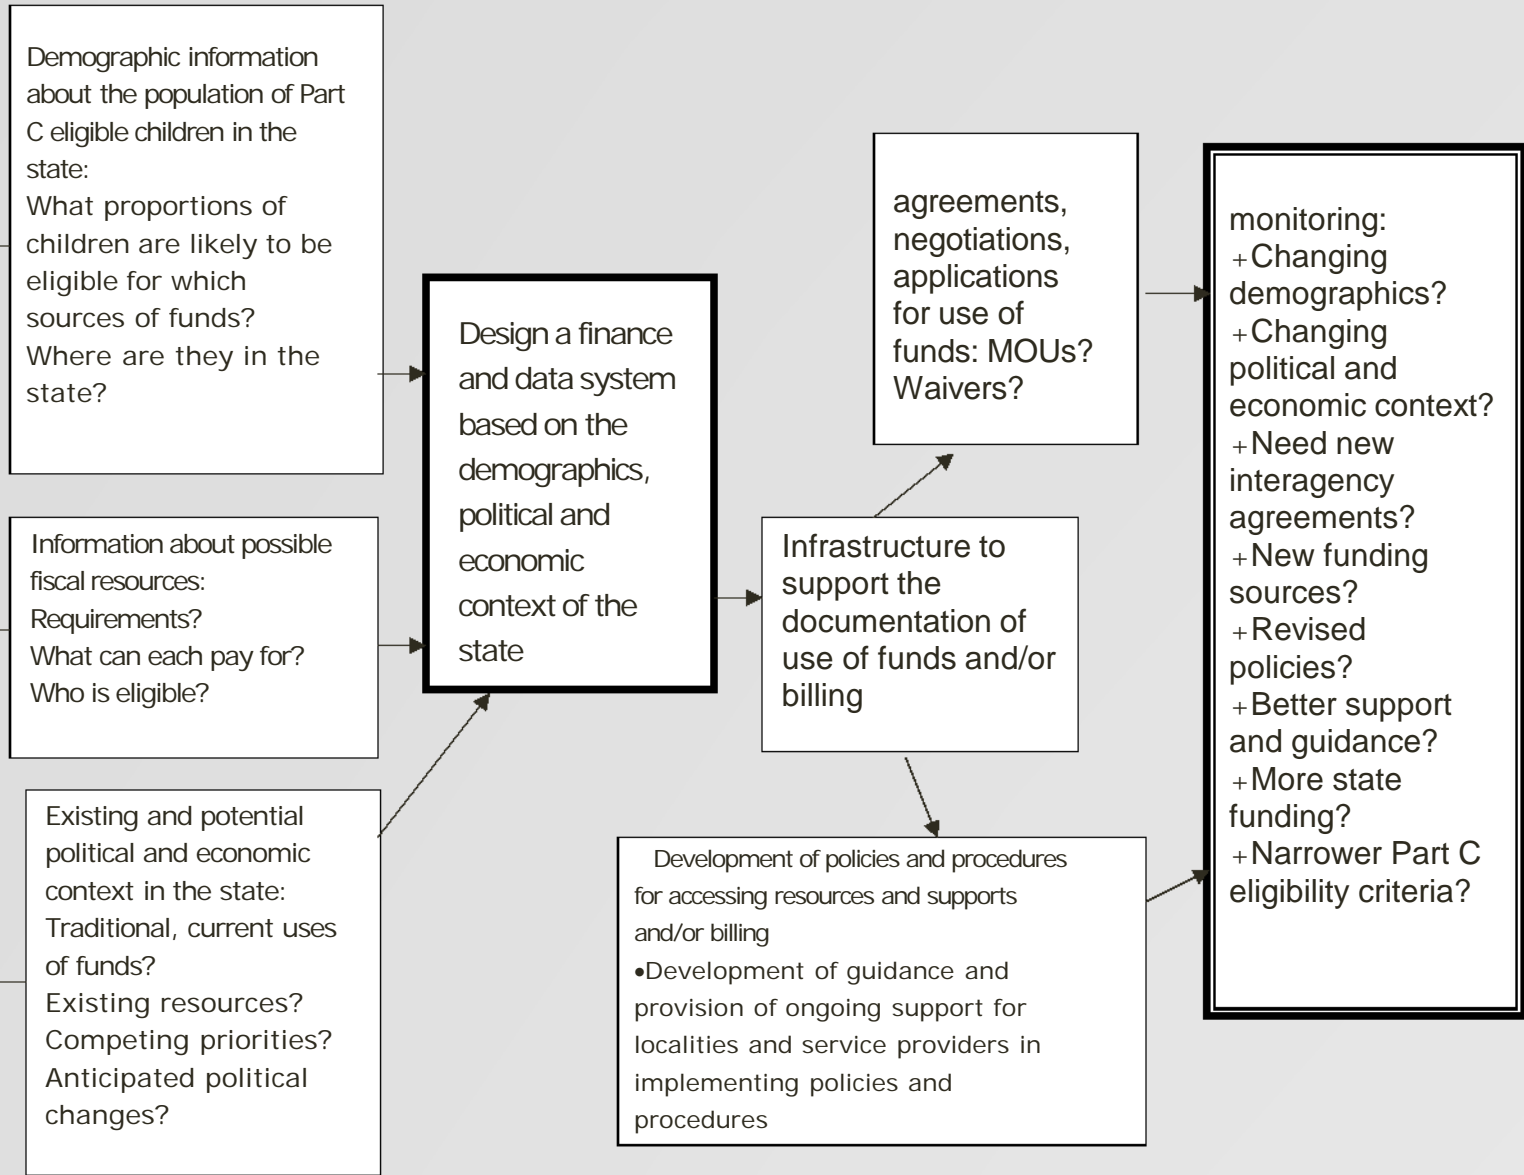 Demographic information
about the population of Part
C eligible children in the
state:
What proportions of
children are likely to be
eligible for which
sources of funds?
Where are they in the
state?
Information about possible
fiscal resources:
Requirements?
What can each pay for?
Who is eligible?
Existing and potential
political and economic
context in the state:
Traditional, current uses
of funds?
Existing resources?
Competing priorities?
Anticipated political
changes?
Design a finance
and data system
based on the
demographics,
political and
economic
context of the
state
Infrastructure to
support the
documentation of
use of funds and/or
billing
agreements,
negotiations,
applications
for use of
funds: MOUs?
Waivers?
Development of policies and procedures
for accessing resources and supports
and/or billing
•Development of guidance and
provision of ongoing support for
localities and service providers in
implementing policies and
procedures
monitoring:
+Changing
demographics?
+Changing
political and
economic context?
+Need new
interagency
agreements?
+New funding
sources?
+Revised
policies?
+Better support
and guidance?
+More state
funding?
+Narrower Part C
eligibility criteria?